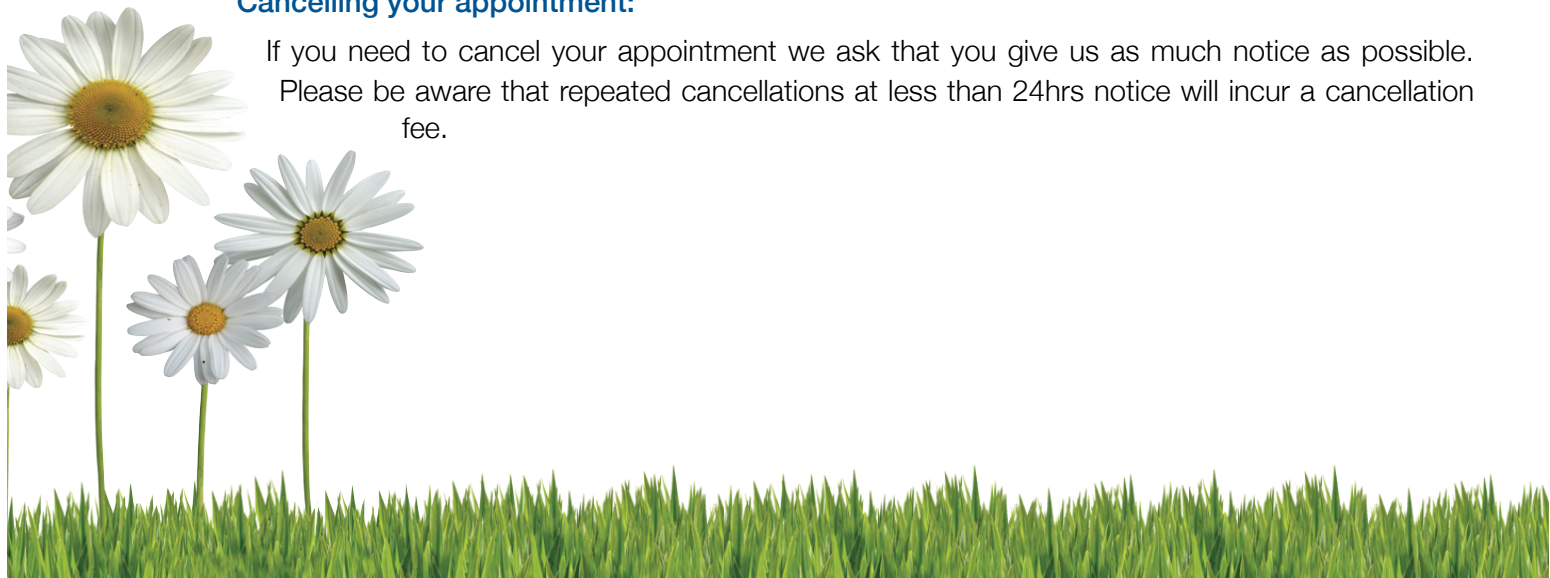 Cancelling your appointment:
If you need to cancel your appointment we ask that you give us as much notice as possible.
Please be aware that repeated cancellations at less than 24hrs notice will incur a cancellation
fee.